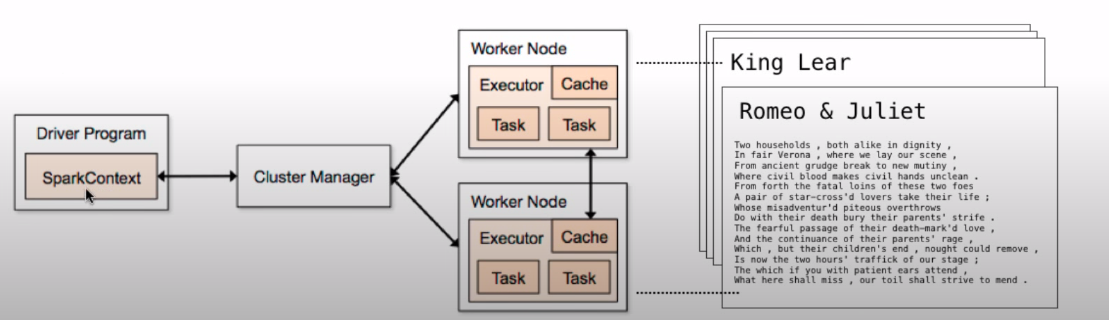 Driver Program
SparkContext
Cluster Manager
Worker Node
Executor
Cache
Task
Task
Worker Node
Executor
Cache
Task
Task
King Lear
Romeo & Juliet
Two households , both alike in dignity ,
In fair Verona , where we lay our scene ,
From ancient grudge break to new mutiny ,
Where civil blood makes civil hands unclean .
From forth the fatal loins of these two foes
A pair of star-cross'd lovers take their life ;
Whose misadventur'd piteous overthrows
Do with their death bury their parents' strife .
The fearful passage of their death-mark'd love ,
And the continuance of their parents' rage ,
Which , but their children's end , nought could remove ,
Is now the two hours' traffick of our stage ;
The which if you with patient ears attend ,
What here shall miss , our toil shall strive to mend .